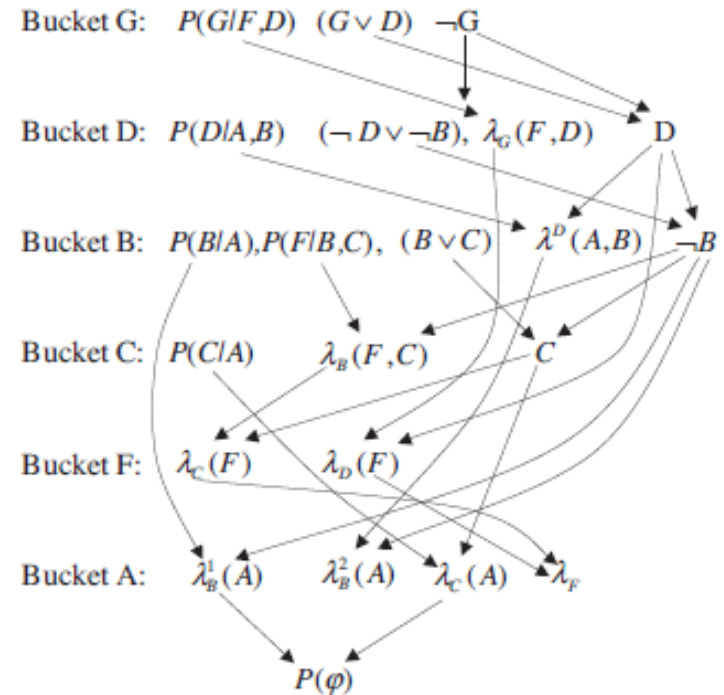 Bucket G: P(G|F,D) (G ∨ D) ¬G
Bucket D: P(D|A,B) (¬ D ∨ ¬B), λ_G(F,D) D
Bucket B: P(B|A),P(F|B,C), (B ∨ C) λ^D(A,B) ¬B
Bucket C: P(C|A) λ_B(F,C) C
Bucket F: λ_C(F) λ_D(F)
Bucket A: λ_B^1(A) λ_B^2(A) λ_C(A) λ_F
P(φ)